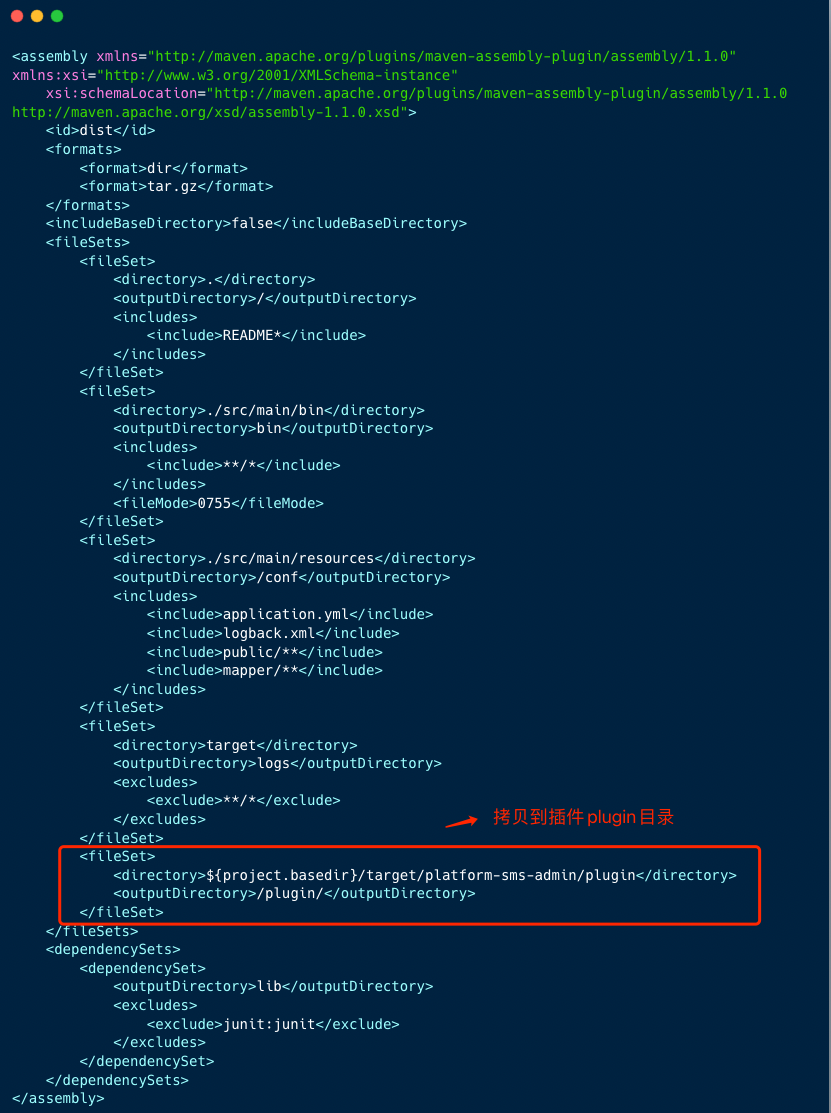 <assembly xmlns="http://maven.apache.org/plugins/maven-assembly-plugin/assembly/1.1.0"
xmlns:xsi="http://www.w3.org/2001/XMLSchema-instance"
    xsi:schemaLocation="http://maven.apache.org/plugins/maven-assembly-plugin/assembly/1.1.0
http://maven.apache.org/xsd/assembly-1.1.0.xsd">
    <id>dist</id>
    <formats>
        <format>dir</format>
        <format>tar.gz</format>
    </formats>
    <includeBaseDirectory>false</includeBaseDirectory>
    <fileSets>
        <fileSet>
            <directory>.</directory>
            <outputDirectory>/</outputDirectory>
            <includes>
                <include>README*</include>
            </includes>
        </fileSet>
        <fileSet>
            <directory>./src/main/bin</directory>
            <outputDirectory>bin</outputDirectory>
            <includes>
                <include>**/*</include>
            </includes>
            <fileMode>0755</fileMode>
        </fileSet>
        <fileSet>
            <directory>./src/main/resources</directory>
            <outputDirectory>/conf</outputDirectory>
            <includes>
                <include>application.yml</include>
                <include>logback.xml</include>
                <include>public/**</include>
                <include>mapper/**</include>
            </includes>
        </fileSet>
        <fileSet>
            <directory>target</directory>
            <outputDirectory>logs</outputDirectory>
            <excludes>
                <exclude>**/*</exclude>
            </excludes>
拷贝到插件plugin目录
        </fileSet>
        <fileSet>
            <directory>${project.basedir}/target/platform-sms-admin/plugin</directory>
            <outputDirectory>/plugin/</outputDirectory>
        </fileSet>
    </fileSets>
    <dependencySets>
        <dependencySet>
            <outputDirectory>lib</outputDirectory>
            <excludes>
                <exclude>junit:junit</exclude>
            </excludes>
        </dependencySet>
    </dependencySets>
</assembly>